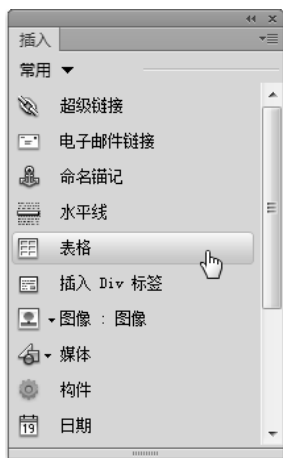 插入
常用
超级链接
电子邮件链接
命名锚记
水平线
表格
插入 Div 标签
图像 : 图像
媒体
构件
19 日期